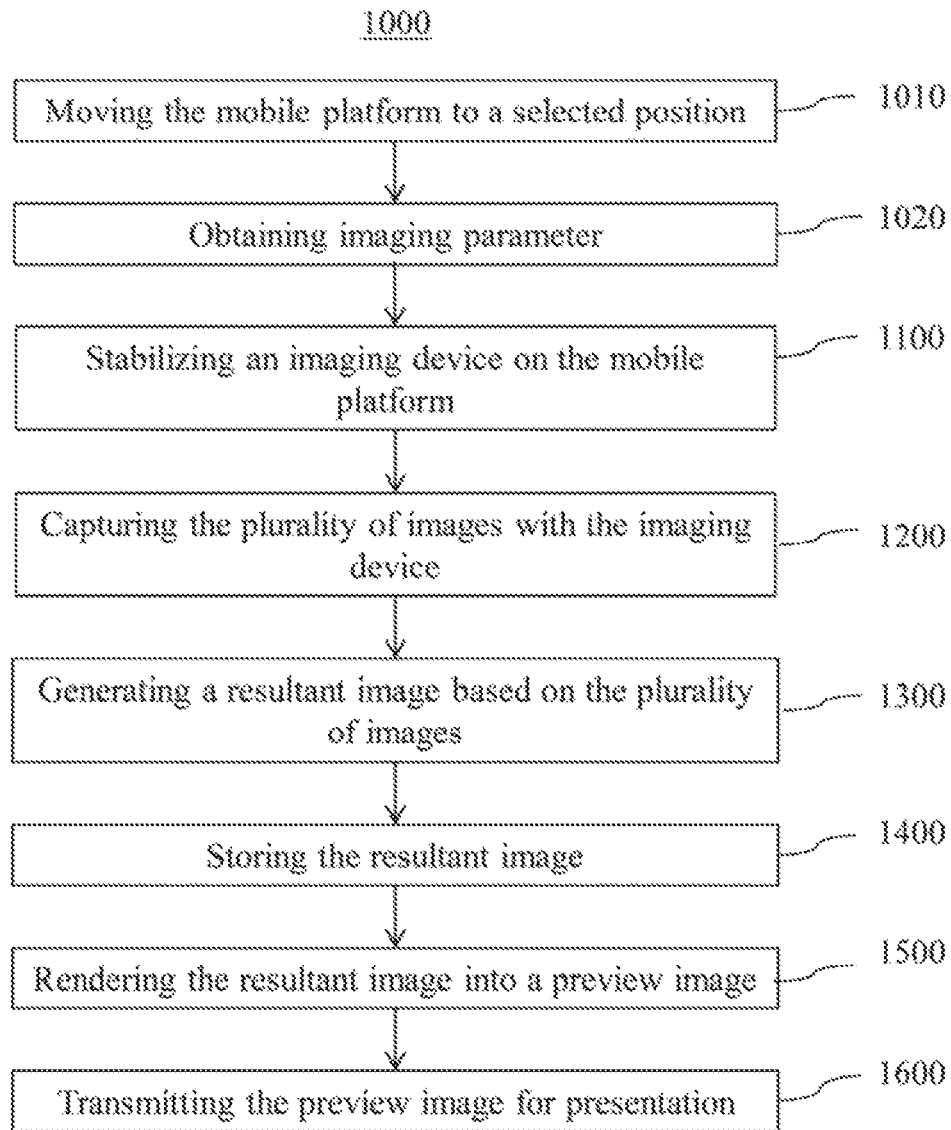 1000
Moving the mobile platform to a selected position
1010
Obtaining imaging parameter
1020
Stabilizing an imaging device on the mobile
platform
1100
Capturing the plurality of images with the imaging
device
1200
Generating a resultant image based on the plurality
of images
1300
Storing the resultant image
1400
Rendering the resultant image into a preview image
1500
Transmitting the preview image for presentation
1600